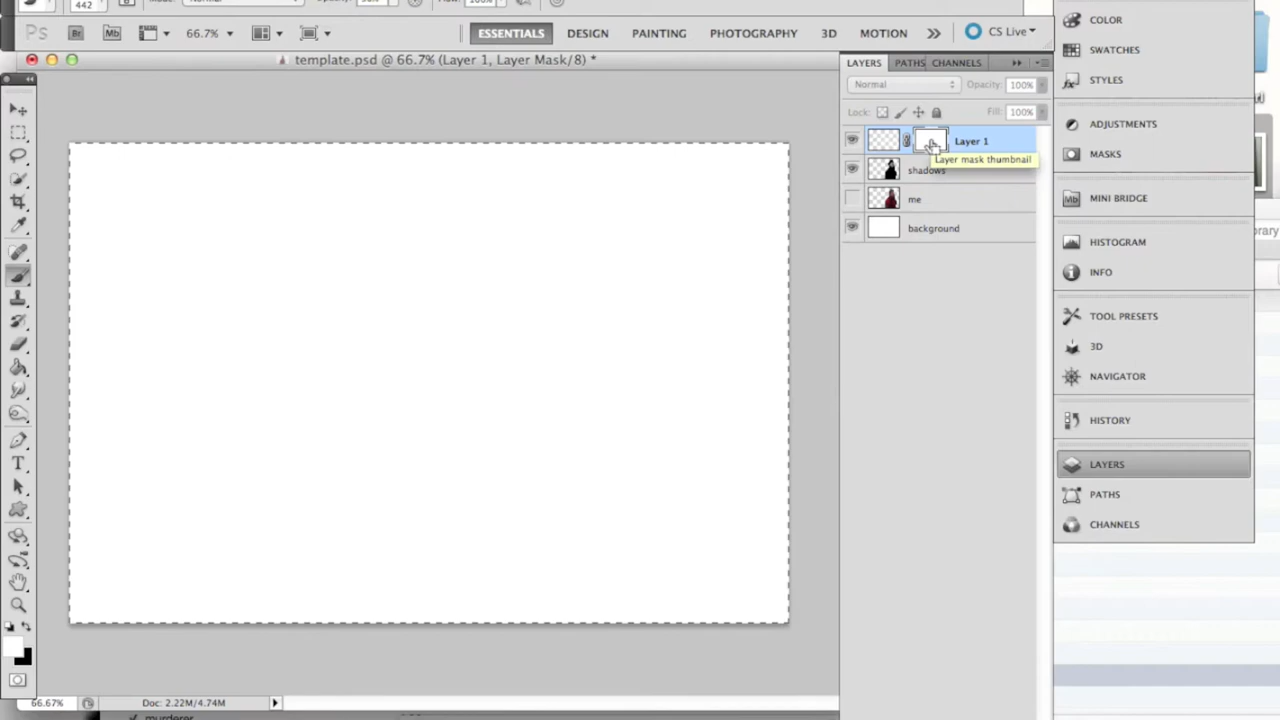 442
Ps Br Mb 66.7% ESSENTIALS DESIGN PAINTING PHOTOGRAPHY 3D MOTION CS Live
template.psd @ 66.7% (Layer 1, Layer Mask/8) *
LAYERS PATHS CHANNELS
Normal Opacity: 100%
Lock: Fill: 100%
Layer 1
Layer mask thumbnail
shadows
me
background
COLOR
SWATCHES
STYLES
ADJUSTMENTS
MASKS
Mb MINI BRIDGE
HISTOGRAM
INFO
TOOL PRESETS
3D
NAVIGATOR
HISTORY
LAYERS
PATHS
CHANNELS
T
66.67% Doc: 2.22M/4.74M
murderer